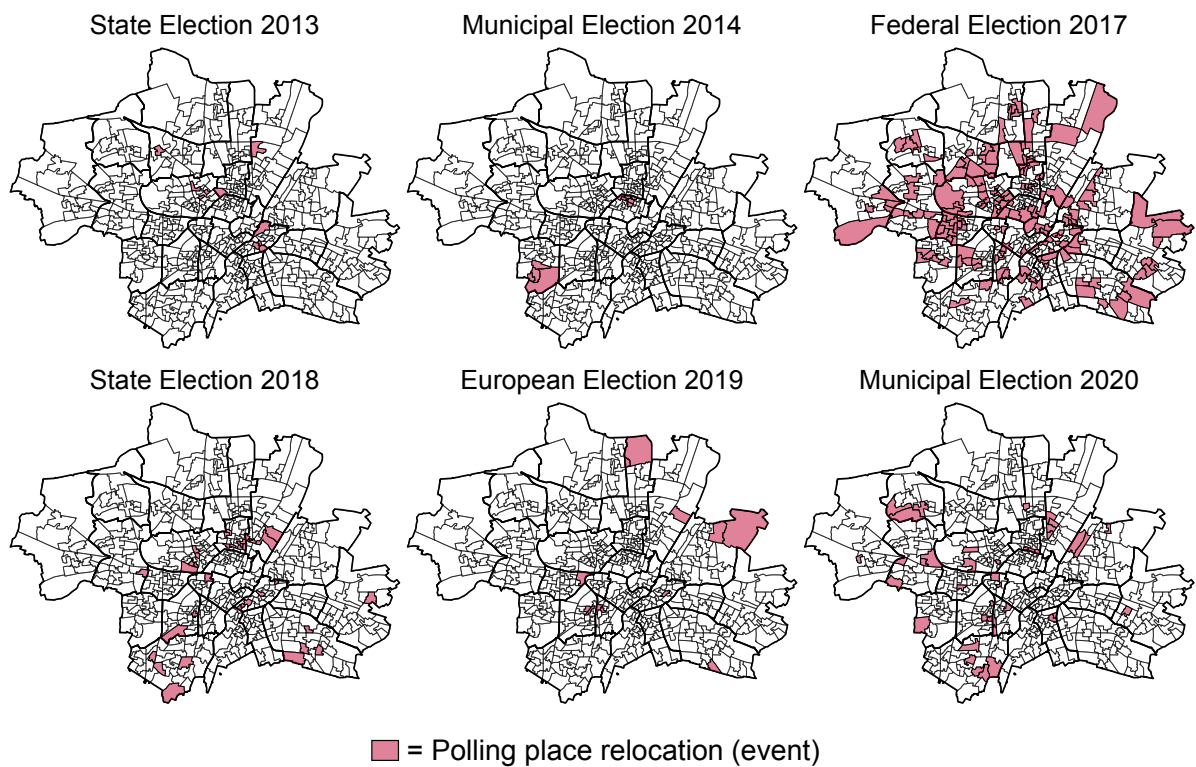 State Election 2013
Municipal Election 2014
Federal Election 2017
State Election 2018
European Election 2019
Municipal Election 2020
= Polling place relocation (event)